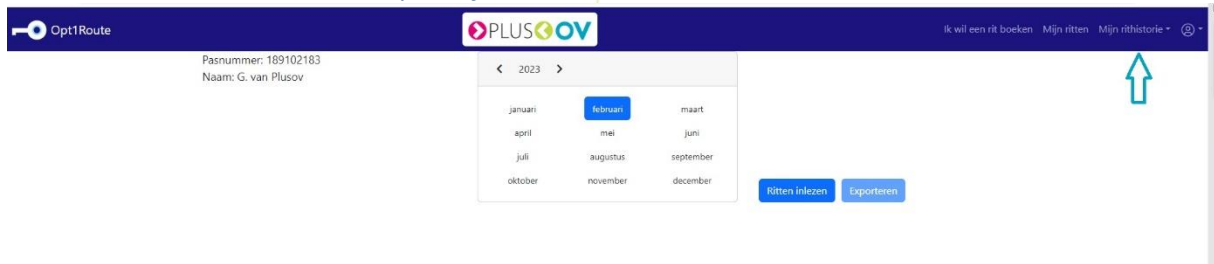 Opt1Route
PLUSOV
Ik wil een rit boeken Mijn ritten Mijn rithistorie
Pasnummer: 189102183
Naam: G. van Plusov
2023
januari februari maart
april mei juni
juli augustus september
oktober november december
Ritten inlezen Exporteren